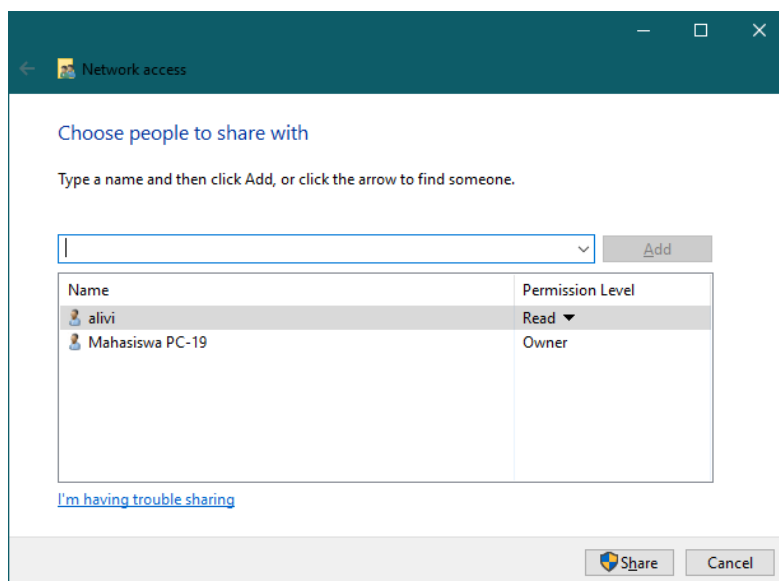 Network access
Choose people to share with
Type a name and then click Add, or click the arrow to find someone.
Add
Name Permission Level
alivi Read
Mahasiswa PC-19 Owner
I'm having trouble sharing
Share Cancel